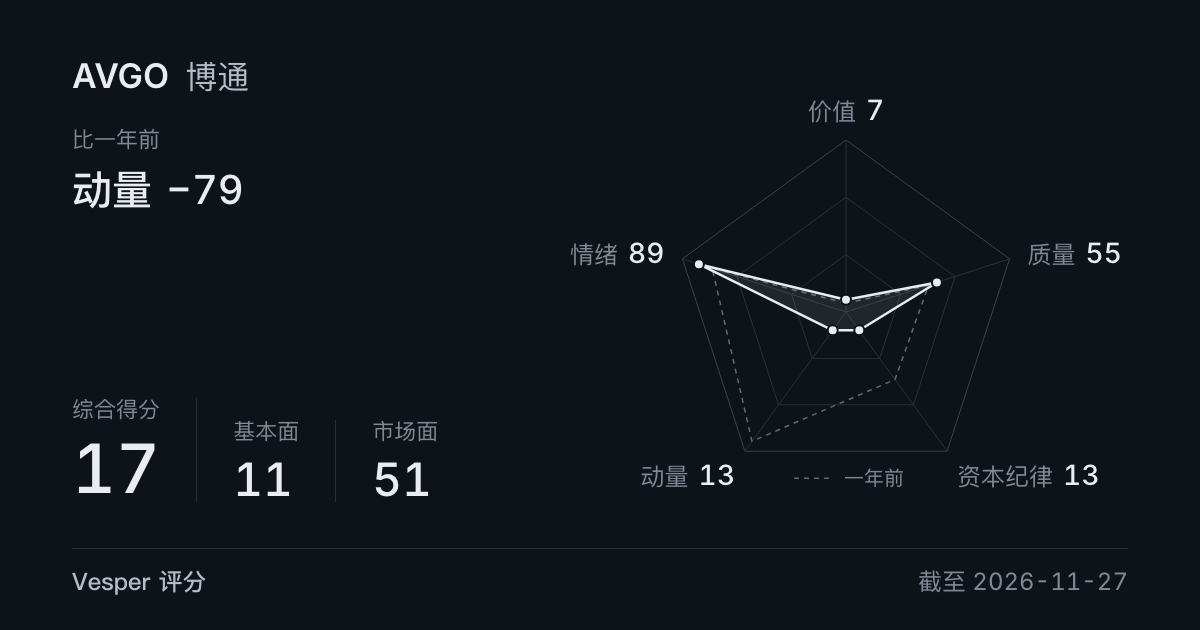 AVGO 博通
比一年前
动量 −79
价值 7
情绪 89
质量 55
动量 13
一年前
资本纪律 13
综合得分
17
基本面
11
市场面
51
Vesper 评分
截至 2026-11-27